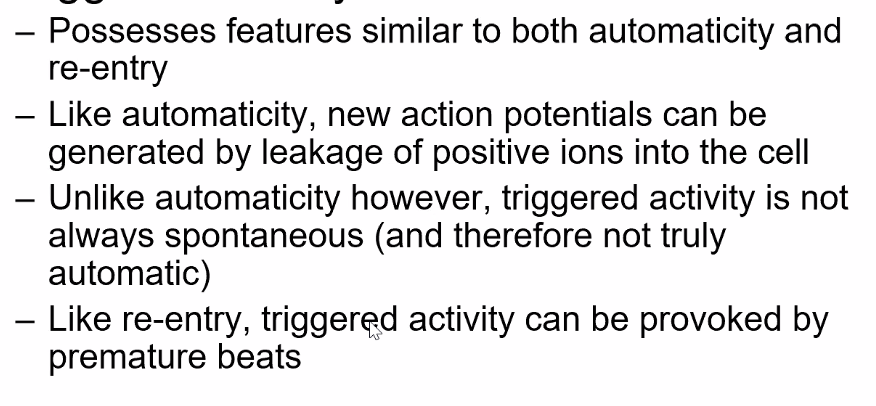 – Possesses features similar to both automaticity and
re-entry
– Like automaticity, new action potentials can be
generated by leakage of positive ions into the cell
– Unlike automaticity however, triggered activity is not
always spontaneous (and therefore not truly
automatic)
– Like re-entry, triggered activity can be provoked by
premature beats